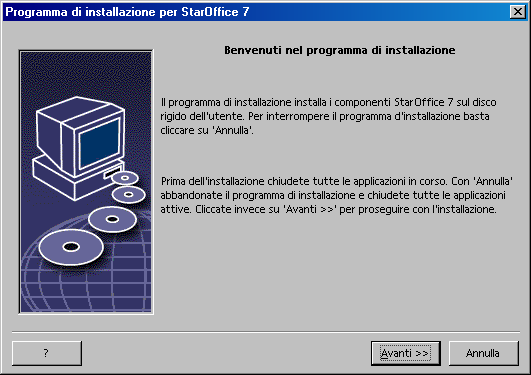 Programma di installazione per StarOffice 7
Benvenuti nel programma di installazione
Il programma di installazione installa i componenti StarOffice 7 sul disco
rigido dell'utente. Per interrompere il programma d'installazione basta
cliccare su 'Annulla'.
Prima dell'installazione chiudete tutte le applicazioni in corso. Con 'Annulla'
abbandonate il programma di installazione e chiudete tutte le applicazioni
attive. Cliccate invece su 'Avanti >>' per proseguire con l'installazione.
?
Avanti >>
Annulla